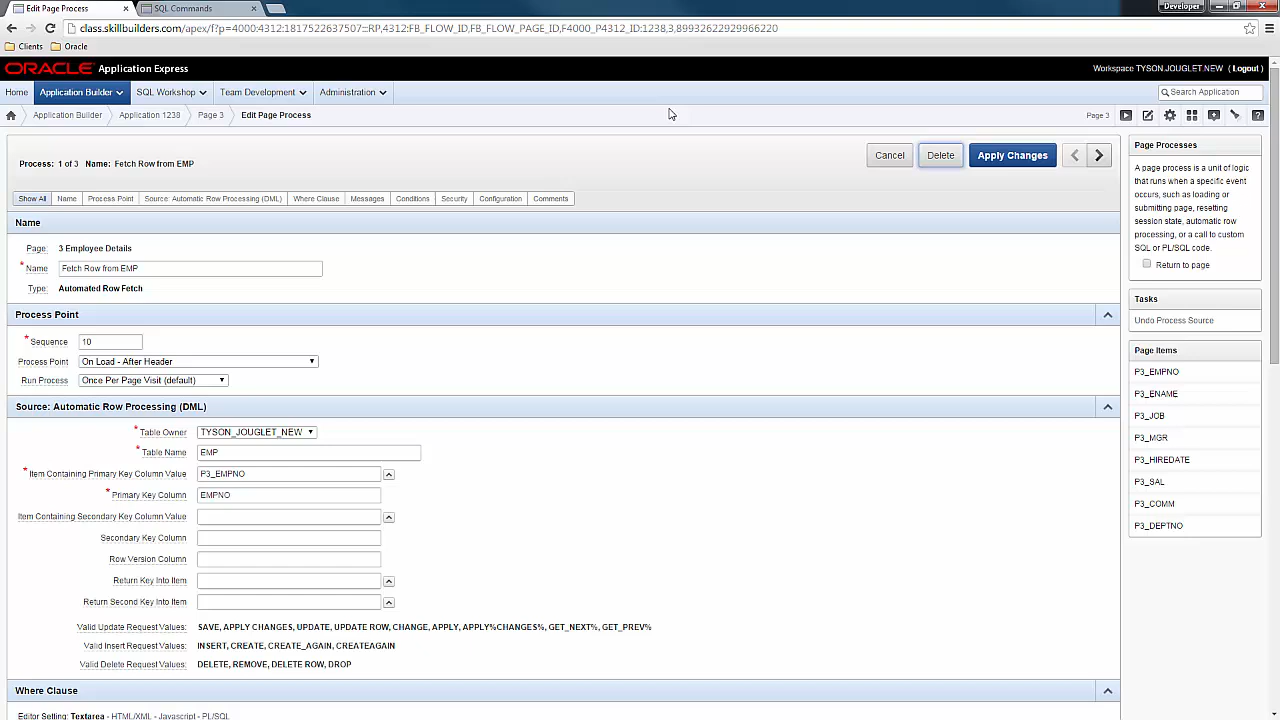 Edit Page Process
SQL Commands
Developer
class.skillbuilders.com/apex/f?p=4000:4312:1817522637507::RP,4312:FB_FLOW_ID,FB_FLOW_PAGE_ID,F4000_P4312_ID:1238,3,89932622929966220
Clients Oracle
ORACLE Application Express
Workspace TYSON.JOUGLET.NEW ( Logout )
Home Application Builder SQL Workshop Team Development Administration
Search Application
Application Builder Application 1238 Page 3 Edit Page Process
Page 3
Process: 1 of 3 Name: Fetch Row from EMP
Cancel Delete Apply Changes
Show All Name Process Point Source: Automatic Row Processing (DML) Where Clause Messages Conditions Security Configuration Comments
Name
Page: 3 Employee Details
* Name Fetch Row from EMP
Type: Automated Row Fetch
Process Point
* Sequence 10
Process Point On Load - After Header
Run Process Once Per Page Visit (default)
Source: Automatic Row Processing (DML)
* Table Owner TYSON_JOUGLET_NEW
* Table Name EMP
* Item Containing Primary Key Column Value P3_EMPNO
* Primary Key Column EMPNO
Item Containing Secondary Key Column Value
Secondary Key Column
Row Version Column
Return Key Into Item
Return Second Key Into Item
Valid Update Request Values: SAVE, APPLY CHANGES, UPDATE, UPDATE ROW, CHANGE, APPLY, APPLY%CHANGES%, GET_NEXT%, GET_PREV%
Valid Insert Request Values: INSERT, CREATE, CREATE_AGAIN, CREATEAGAIN
Valid Delete Request Values: DELETE, REMOVE, DELETE ROW, DROP
Where Clause
Editor Setting: Textarea - HTML/XML - Javascript - PL/SQL
Page Processes
A page process is a unit of logic
that runs when a specific event
occurs, such as loading or
submitting page, resetting
session state, automatic row
processing, or a call to custom
SQL or PL/SQL code.
Return to page
Tasks
Undo Process Source
Page Items
P3_EMPNO
P3_ENAME
P3_JOB
P3_MGR
P3_HIREDATE
P3_SAL
P3_COMM
P3_DEPTNO